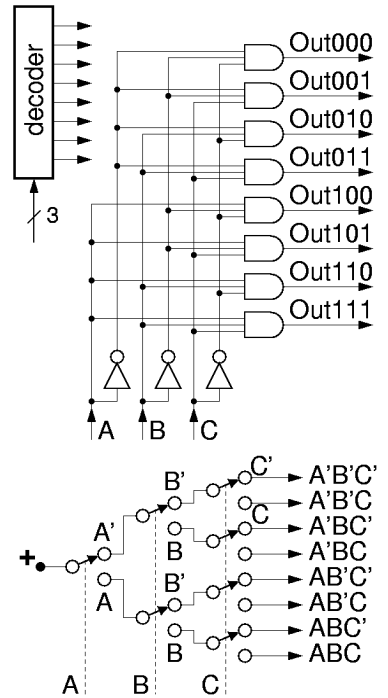 decoder
3
Out000
Out001
Out010
Out011
Out100
Out101
Out110
Out111
A B C
C'
B'
A'
C
B
A
B'
B
+
A'B'C'
A'B'C
A'BC'
A'BC
AB'C'
AB'C
ABC'
ABC
A B C